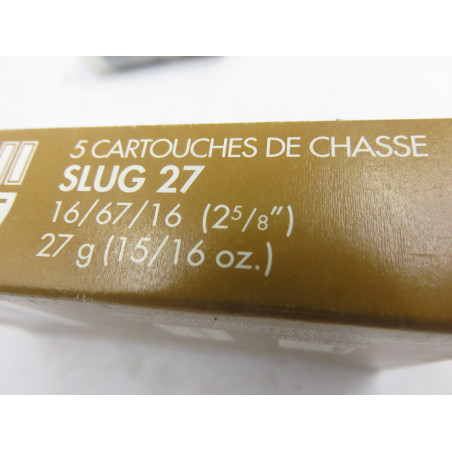 5 CARTOUCHES DE CHASSE
SLUG 27
16/67/16 (2⁵/₈")
27 g (15/16 oz.)